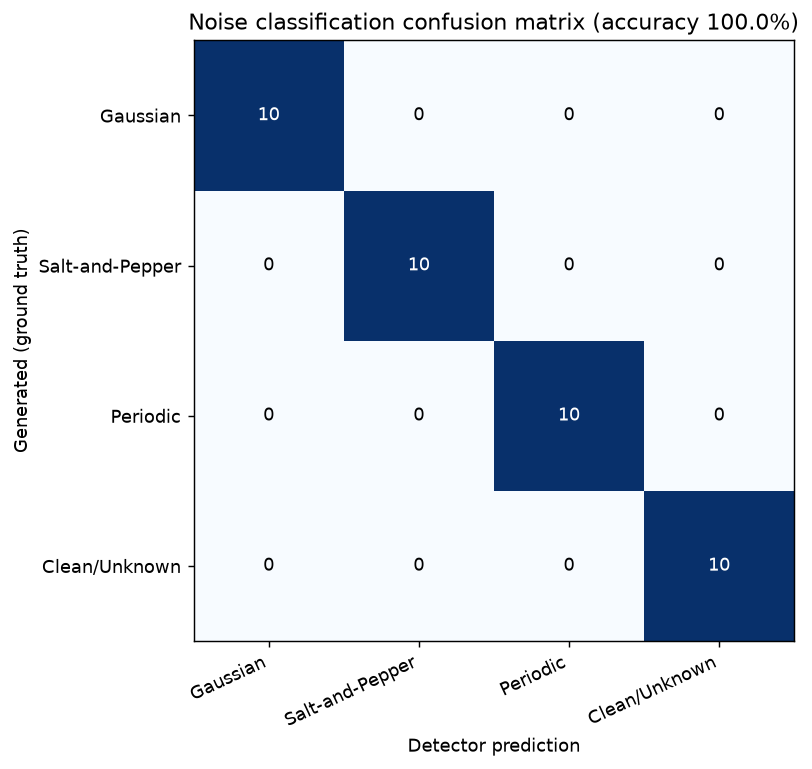 Noise classification confusion matrix (accuracy 100.0%)
Generated (ground truth)
Gaussian 10 0 0 0
Salt-and-Pepper 0 10 0 0
Periodic 0 0 10 0
Clean/Unknown 0 0 0 10
Gaussian Salt-and-Pepper Periodic Clean/Unknown
Detector prediction